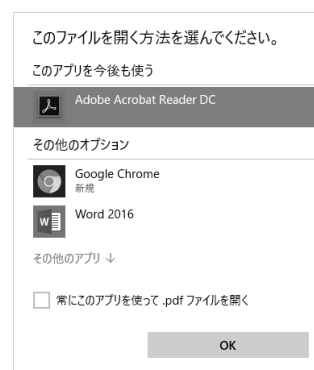 このファイルを開く方法を選んでください。
このアプリを今後も使う
Adobe Acrobat Reader DC
その他のオプション
Google Chrome
新規
Word 2016
その他のアプリ ↓
常にこのアプリを使って .pdf ファイルを開く
OK